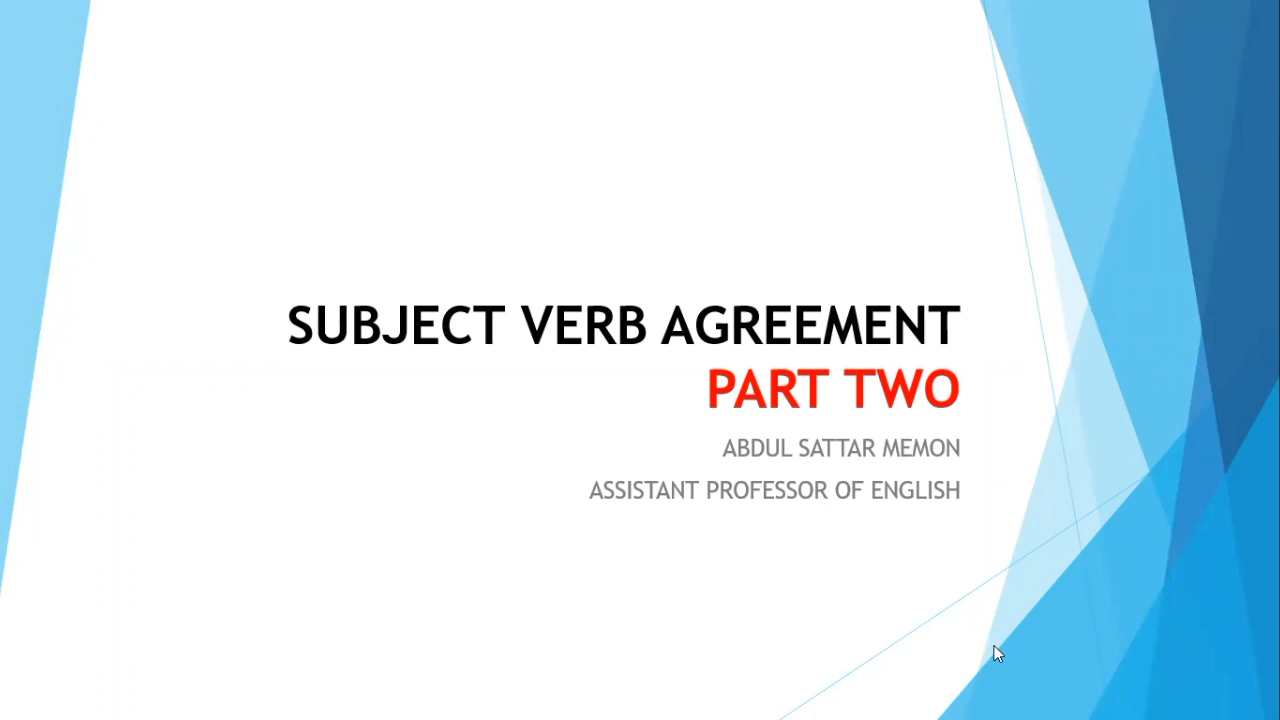 SUBJECT VERB AGREEMENT
PART TWO
ABDUL SATTAR MEMON
ASSISTANT PROFESSOR OF ENGLISH